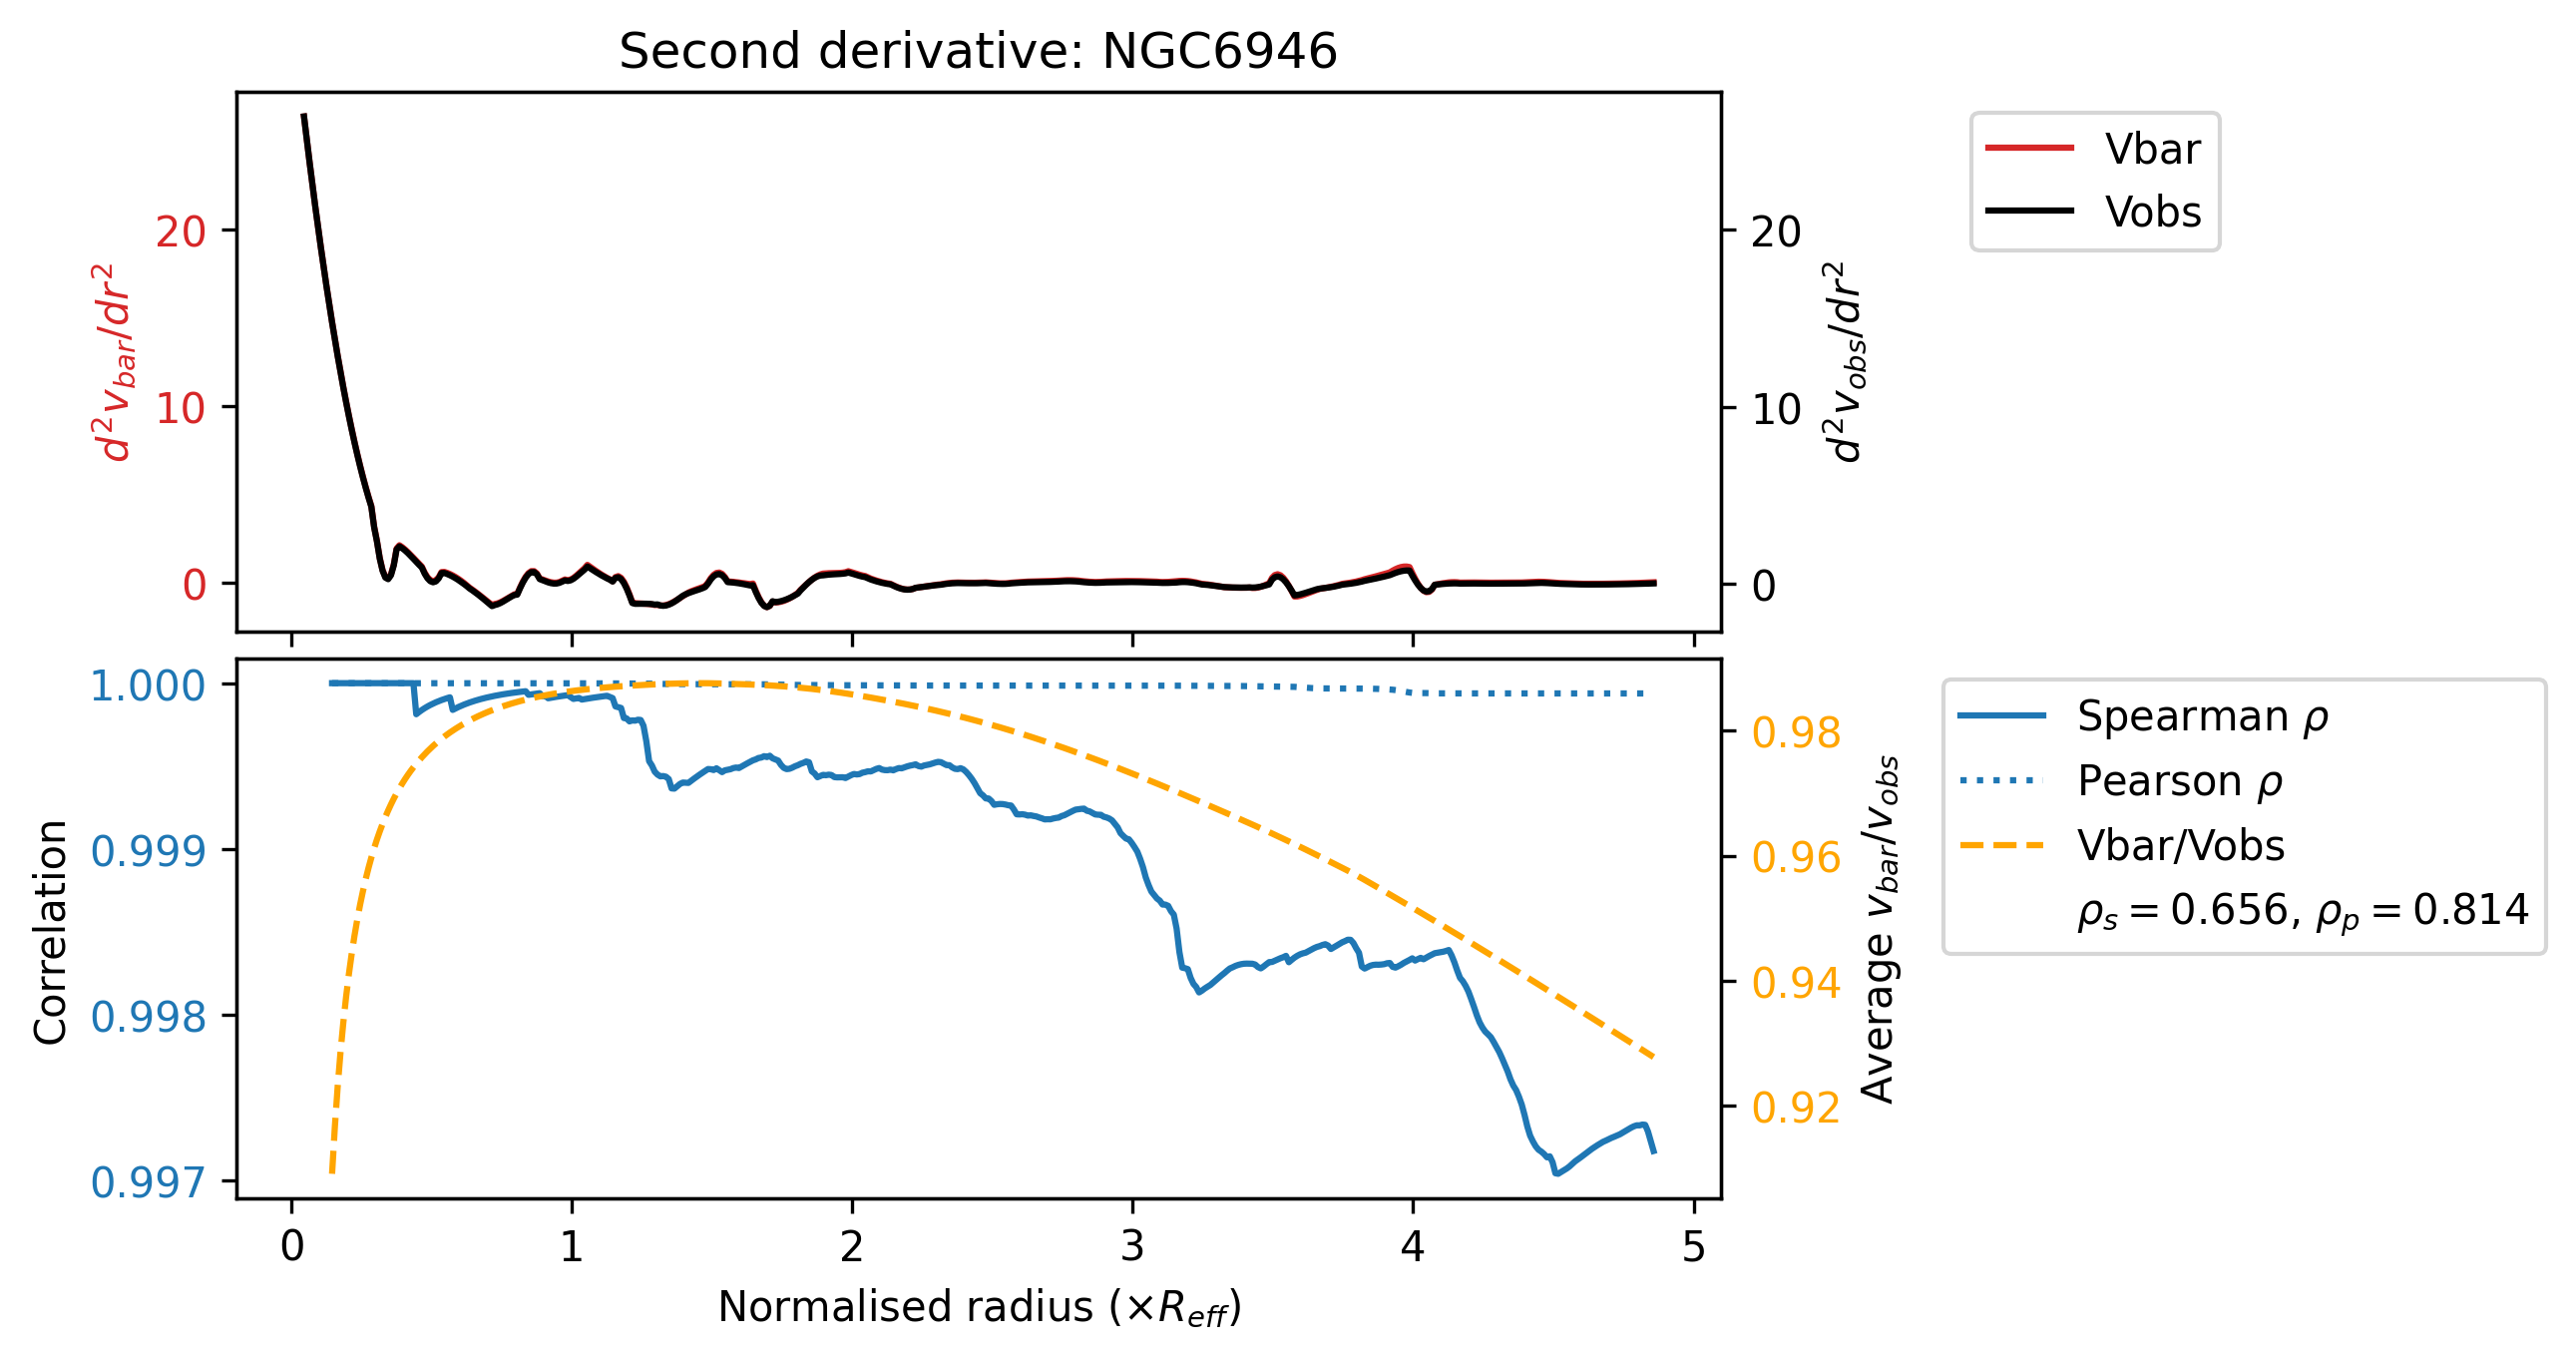 Second derivative: NGC6946
20
10
0
d²v_bar/dr²
20
10
0
d²v_obs/dr²
Vbar
Vobs
1.000
0.999
0.998
0.997
Correlation
0.98
0.96
0.94
0.92
Average v_bar/v_obs
Spearman ρ
Pearson ρ
Vbar/Vobs
ρ_s = 0.656, ρ_p = 0.814
0 1 2 3 4 5
Normalised radius (×R_eff)